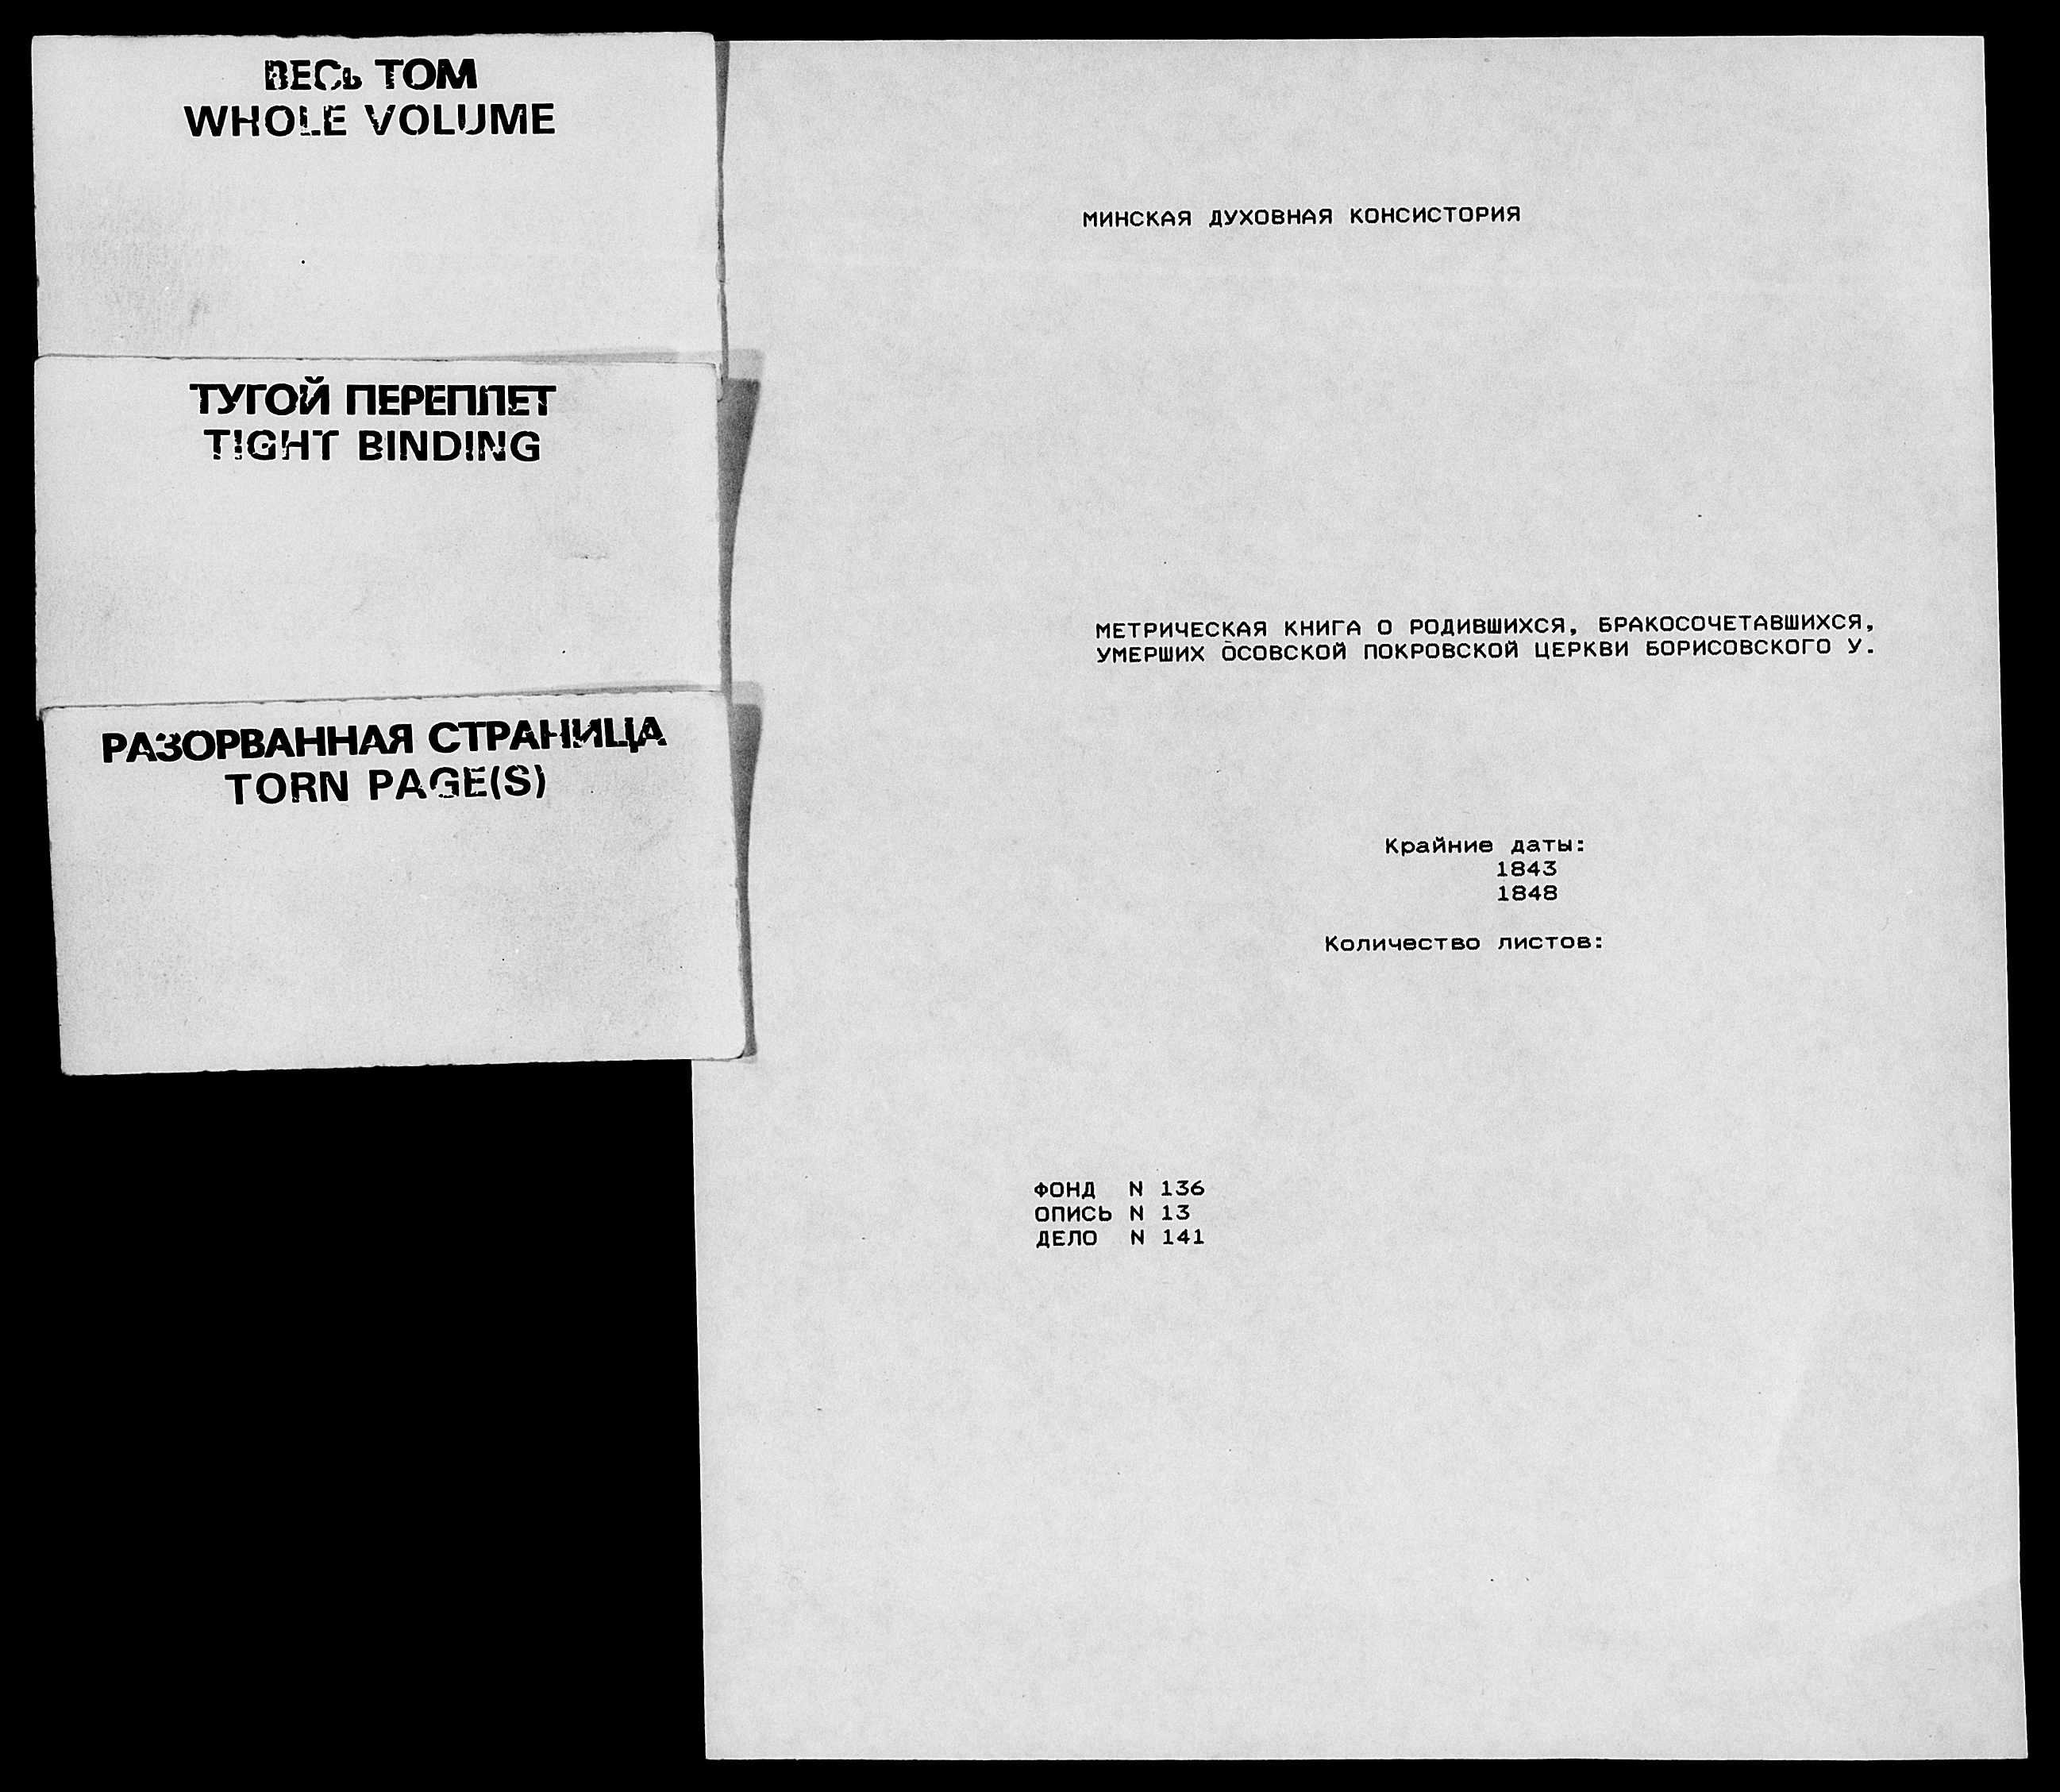 ВЕСЬ ТОМ
WHOLE VOLUME
ТУГОЙ ПЕРЕПЛЕТ
TIGHT BINDING
РАЗОРВАННАЯ СТРАНИЦА
TORN PAGE(S)
МИНСКАЯ ДУХОВНАЯ КОНСИСТОРИЯ
МЕТРИЧЕСКАЯ КНИГА О РОДИВШИХСЯ, БРАКОСОЧЕТАВШИХСЯ,
УМЕРШИХ ОСОВСКОЙ ПОКРОВСКОЙ ЦЕРКВИ БОРИСОВСКОГО У.
Крайние даты:
1843
1848
Количество листов:
ФОНД N 136
ОПИСЬ N 13
ДЕЛО N 141